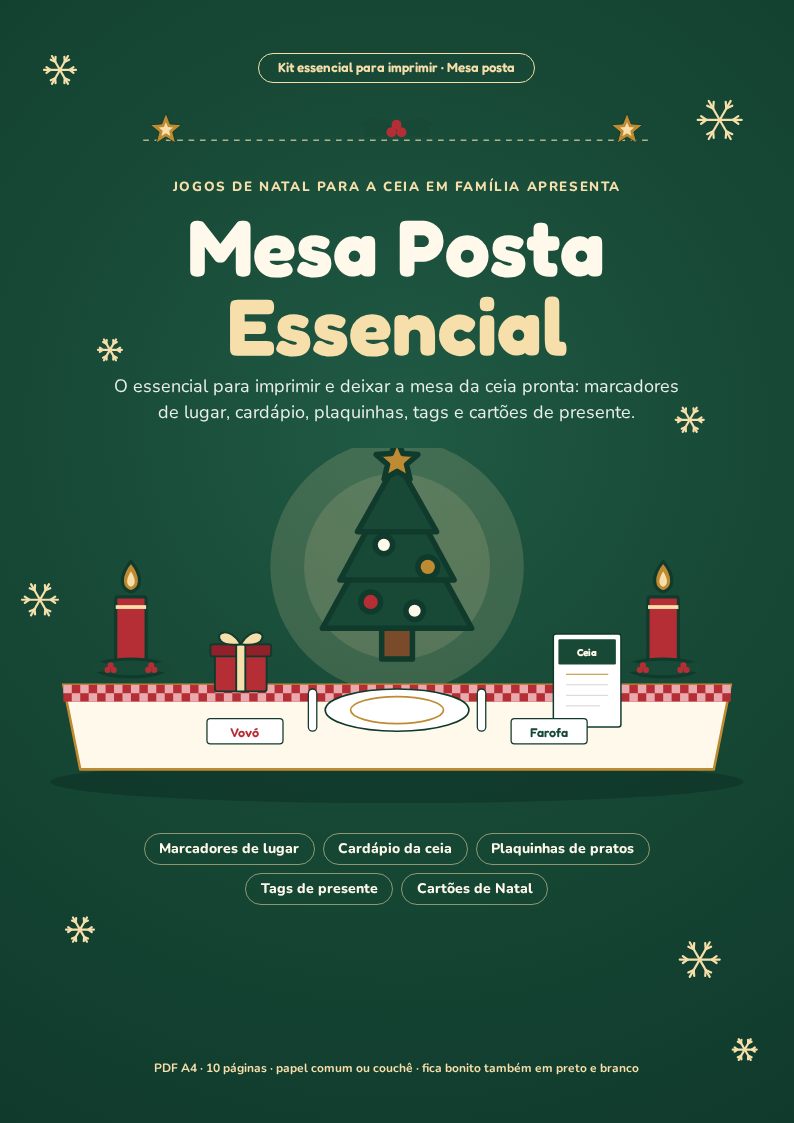 Kit essencial para imprimir · Mesa posta
JOGOS DE NATAL PARA A CEIA EM FAMÍLIA APRESENTA
Mesa Posta
Essencial
O essencial para imprimir e deixar a mesa da ceia pronta: marcadores
de lugar, cardápio, plaquinhas, tags e cartões de presente.
Ceia
Vovó
Farofa
Marcadores de lugar
Cardápio da ceia
Plaquinhas de pratos
Tags de presente
Cartões de Natal
PDF A4 · 10 páginas · papel comum ou couchê · fica bonito também em preto e branco